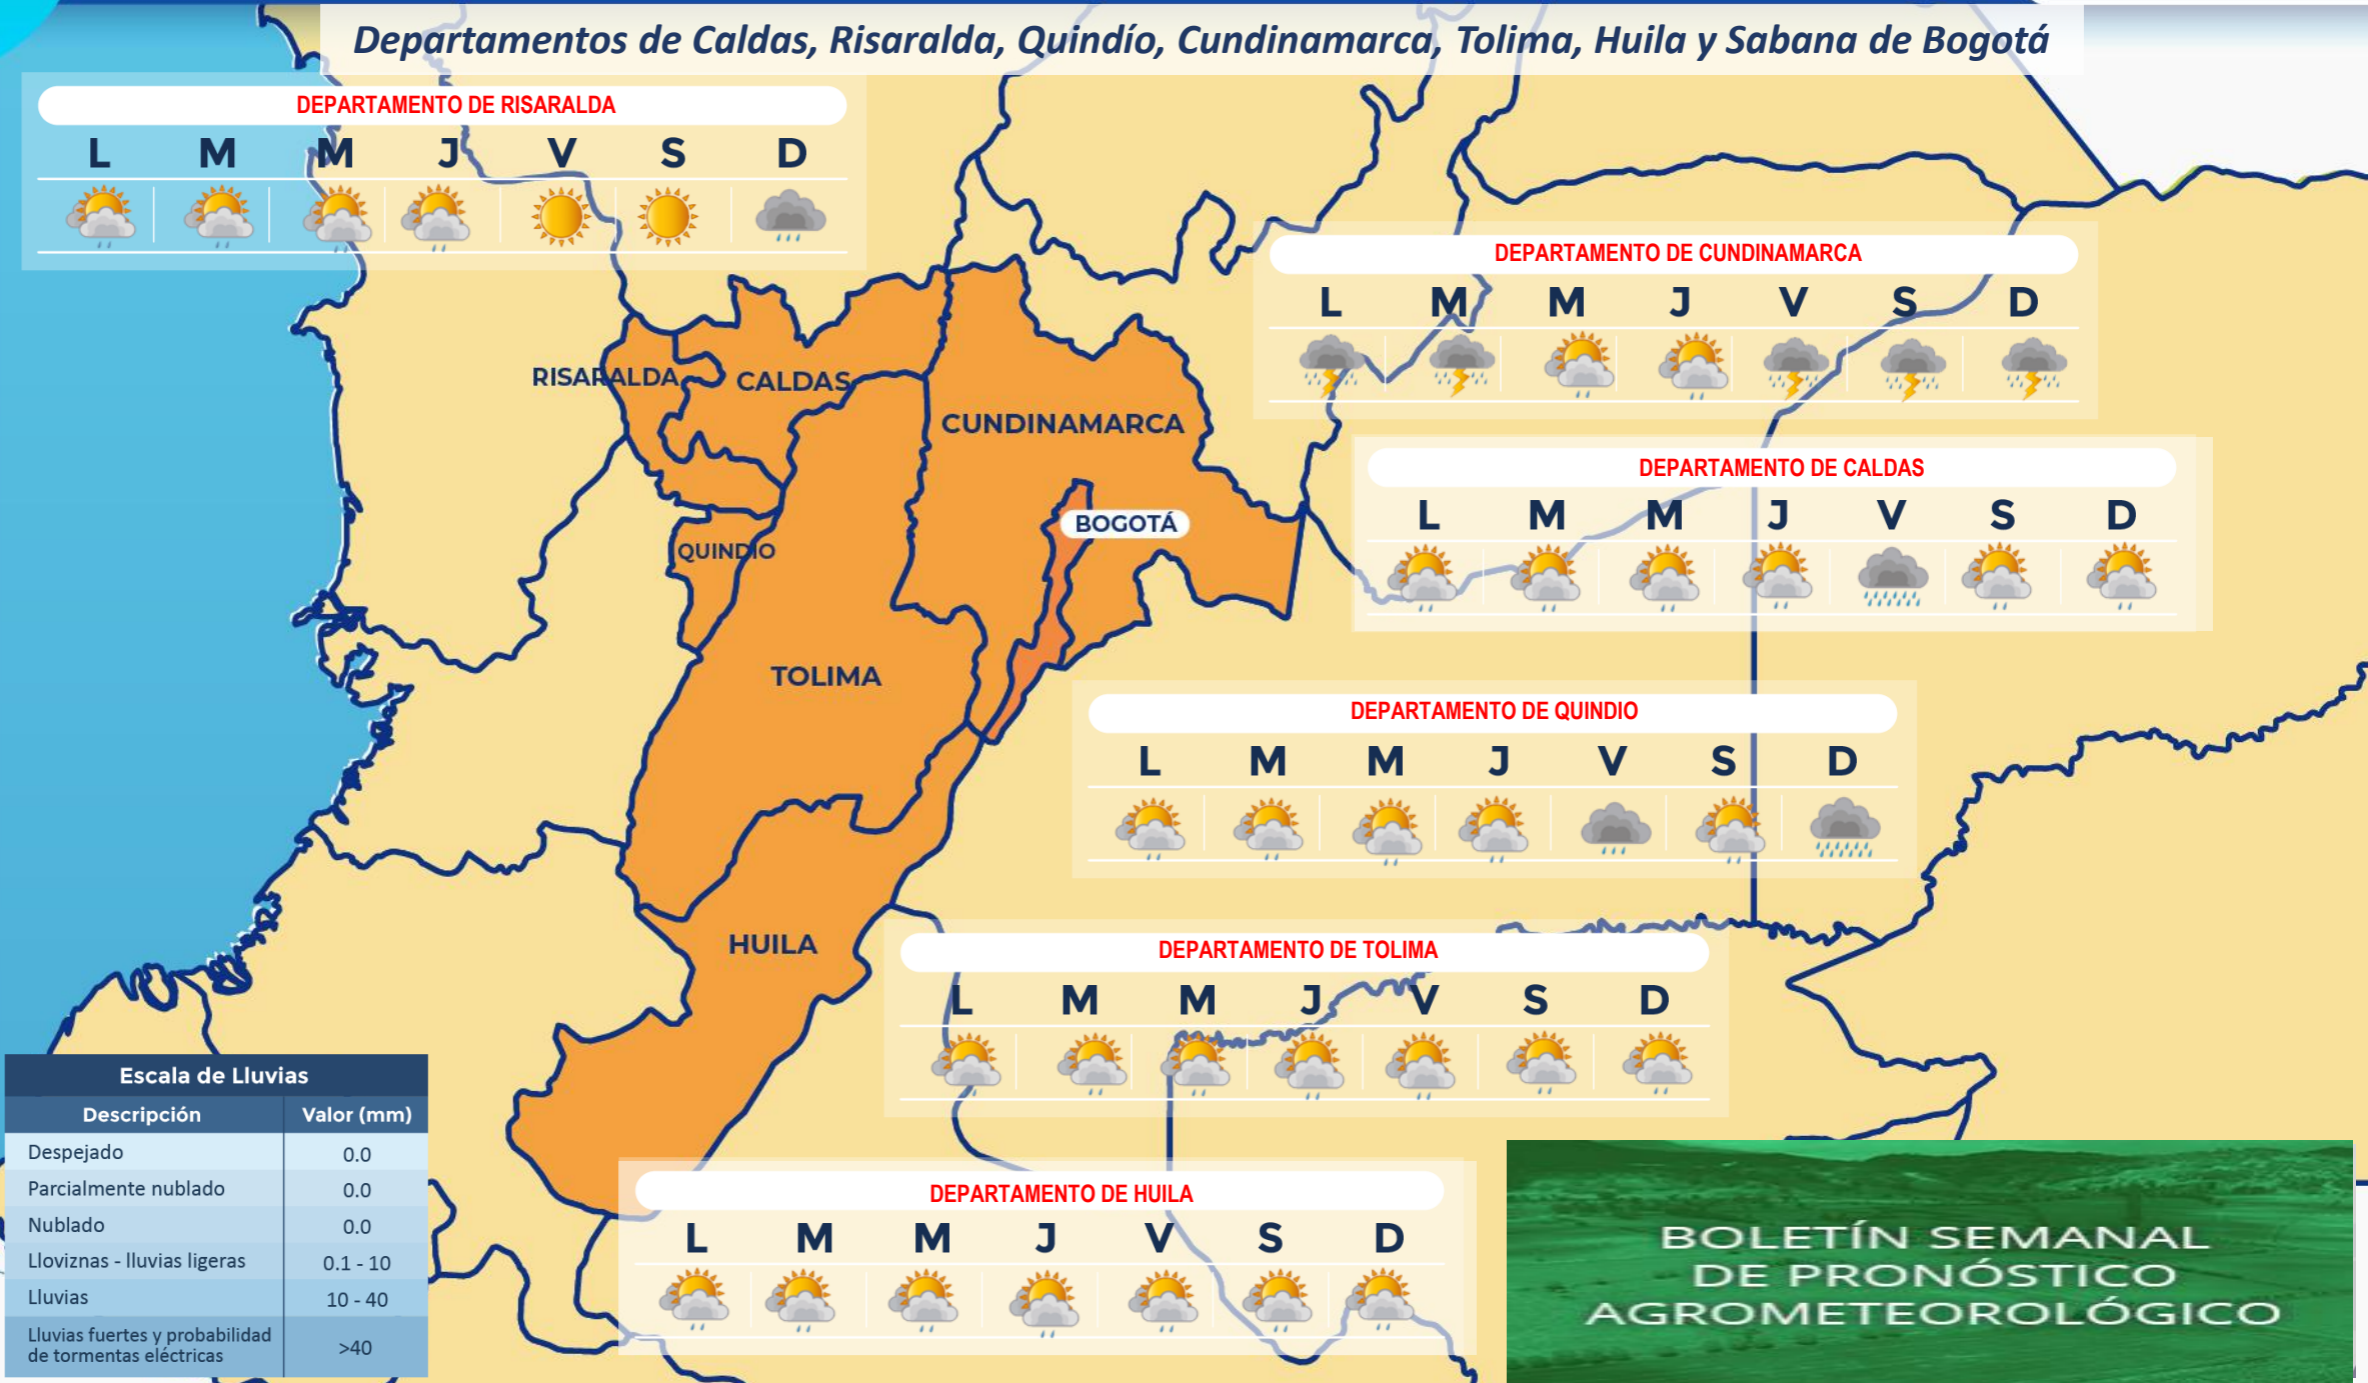 Departamentos de Caldas, Risaralda, Quindío, Cundinamarca, Tolima, Huila y Sabana de Bogotá
DEPARTAMENTO DE RISARALDA
L M M J V S D
DEPARTAMENTO DE CUNDINAMARCA
L M M J V S D
RISARALDA
CALDAS
CUNDINAMARCA
DEPARTAMENTO DE CALDAS
L M M J V S D
BOGOTÁ
QUINDIO
TOLIMA
DEPARTAMENTO DE QUINDIO
L M M J V S D
HUILA
DEPARTAMENTO DE TOLIMA
L M M J V S D
Escala de Lluvias
Descripción Valor (mm)
Despejado 0.0
Parcialmente nublado 0.0
Nublado 0.0
Lloviznas - lluvias ligeras 0.1 - 10
Lluvias 10 - 40
Lluvias fuertes y probabilidad
de tormentas eléctricas >40
DEPARTAMENTO DE HUILA
L M M J V S D
BOLETÍN SEMANAL
DE PRONÓSTICO
AGROMETEOROLÓGICO